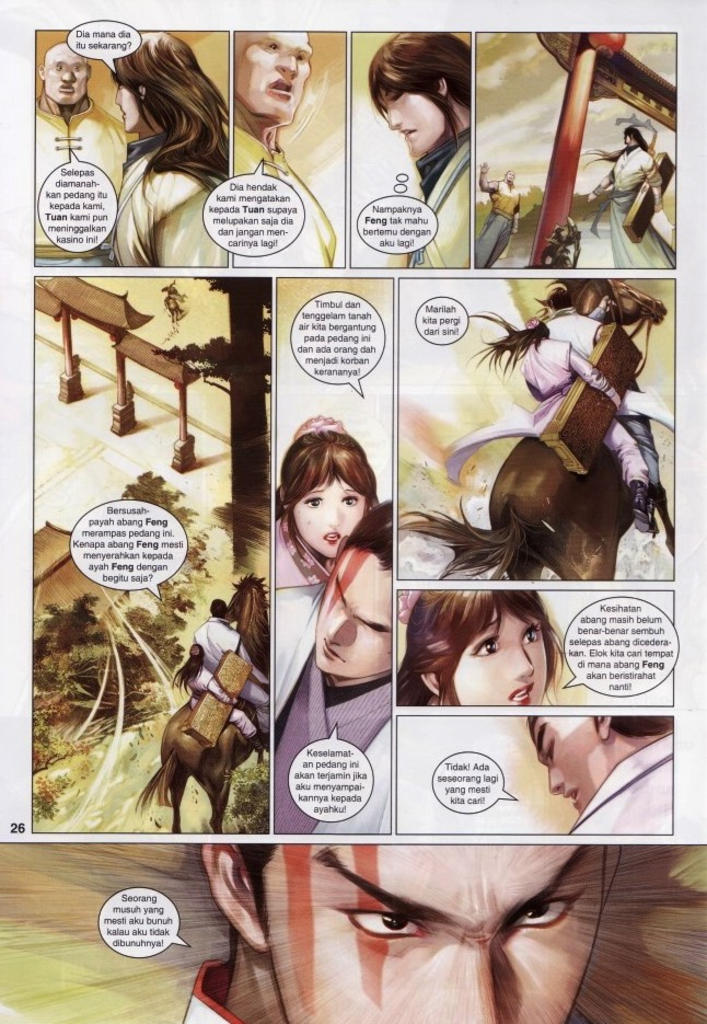 Dia mana dia
itu sekarang?
Selepas
diamanah-
kan pedang itu
kepada kami,
Tuan kami pun
meninggalkan
kasino ini!
Dia hendak
mengatakan
kepada Tuan supaya
melupakan saja dia
dan jangan men-
carinya lagi!
Nampaknya
Feng tak mahu
bertemu dengan
aku lagi!
Bersusah-
payah abang Feng
merampas pedang ini.
Kenapa abang Feng mesti
menyerahkan kepada
ayah Feng dengan
begitu saja?
Timbul dan
tenggelam tanah
air kita bergantung
pada pedang ini
dan ada orang dah
menjadi korban
kerananya!
Keselamat-
an pedang ini
akan terjamin jika
aku menyampai-
kannya kepada
ayahku!
Marilah
kita pergi
dari sini!
Kesihatan
abang masih belum
benar-benar sembuh
selepas abang dicedera-
kan. Elok kita cari tempat
di mana abang Feng
akan beristirahat
nanti!
Tidak! Ada
seseorang lagi
yang mesti
kita cari!
26
Seorang
musuh yang
mesti aku bunuh
kalau aku tidak
dibunuhnya!